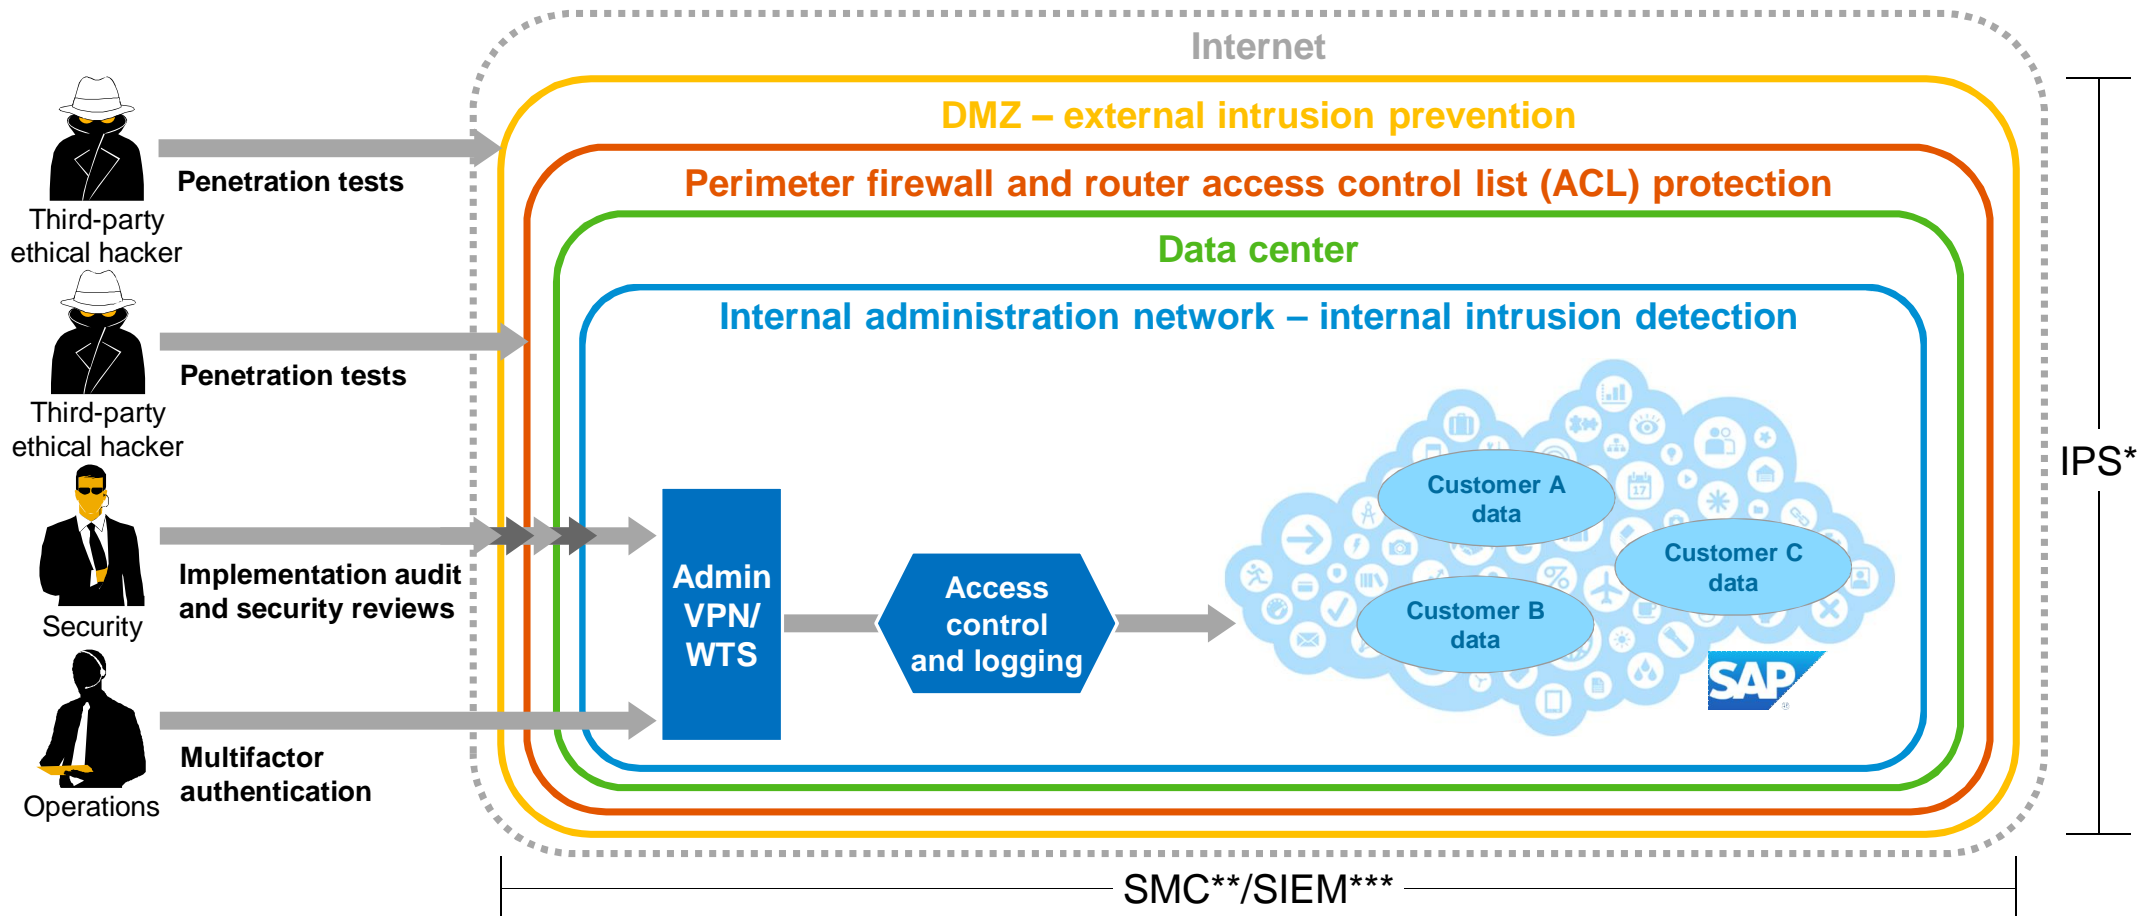 Internet
DMZ – external intrusion prevention
Perimeter firewall and router access control list (ACL) protection
Data center
Internal administration network – internal intrusion detection
Penetration tests
Third-party
ethical hacker
Penetration tests
Third-party
ethical hacker
Implementation audit
and security reviews
Security
Multifactor
authentication
Operations
Admin
VPN/
WTS
Access
control
and logging
Customer A
data
17
Customer C
data
Customer B
data
SAP
®
IPS*
SMC**/SIEM***